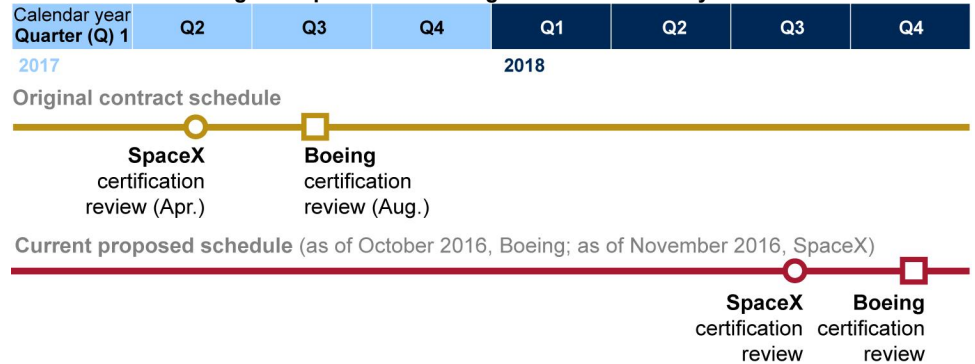 Calendar year
Quarter (Q) 1 Q2 Q3 Q4 Q1 Q2 Q3 Q4
2017 2018
Original contract schedule
SpaceX Boeing
certification certification
review (Apr.) review (Aug.)
Current proposed schedule (as of October 2016, Boeing; as of November 2016, SpaceX)
SpaceX Boeing
certification certification
review review